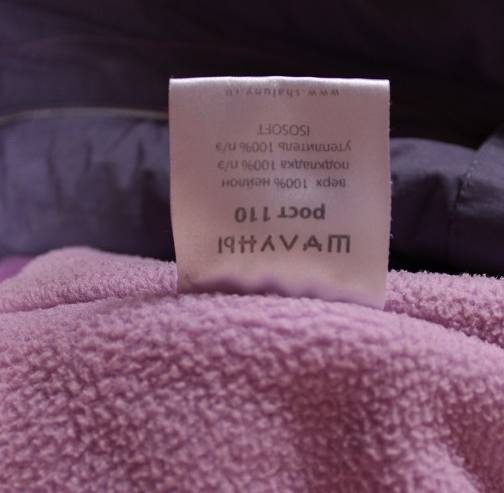 ШАЛУНЫ
рост 110
верх 100% нейлон
подкладка 100% п/э
утеплитель 100% п/э
ISOSOFT
www.shaluny.ru